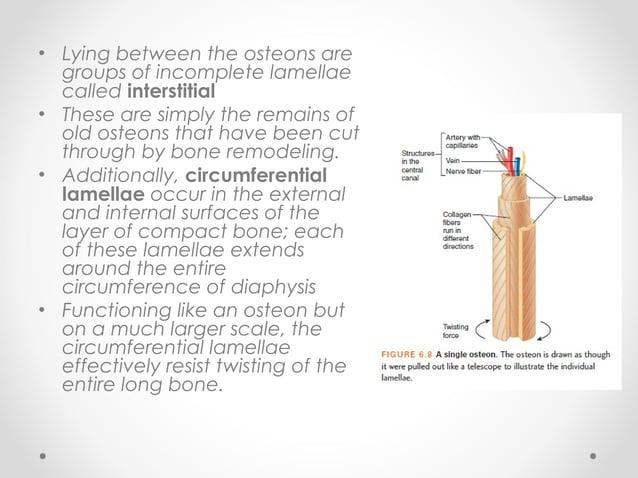 • Lying between the osteons are
groups of incomplete lamellae
called interstitial
• These are simply the remains of
old osteons that have been cut
through by bone remodeling.
• Additionally, circumferential
lamellae occur in the external
and internal surfaces of the
layer of compact bone; each
of these lamellae extends
around the entire
circumference of diaphysis
• Functioning like an osteon but
on a much larger scale, the
circumferential lamellae
effectively resist twisting of the
entire long bone.
Structures
in the
central
canal
Artery with
capillaries
Vein
Nerve fiber
Lamellae
Collagen
fibers
run in
different
directions
Twisting
force
FIGURE 6.8 A single osteon. The osteon is drawn as though
it were pulled out like a telescope to illustrate the individual
lamellae.